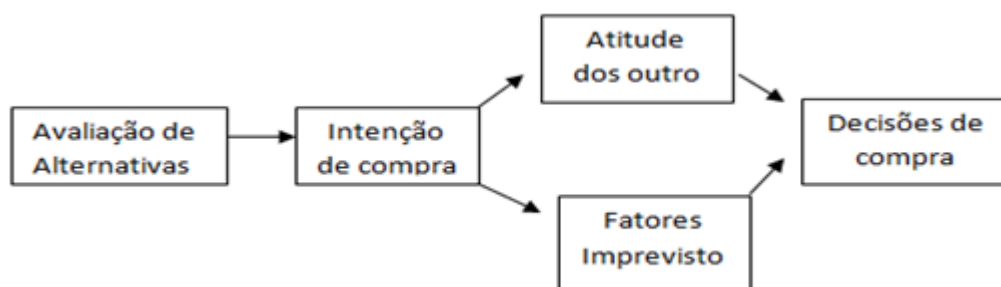 Avaliação de
Alternativas
Intenção
de compra
Atitude
dos outro
Fatores
Imprevisto
Decisões de
compra